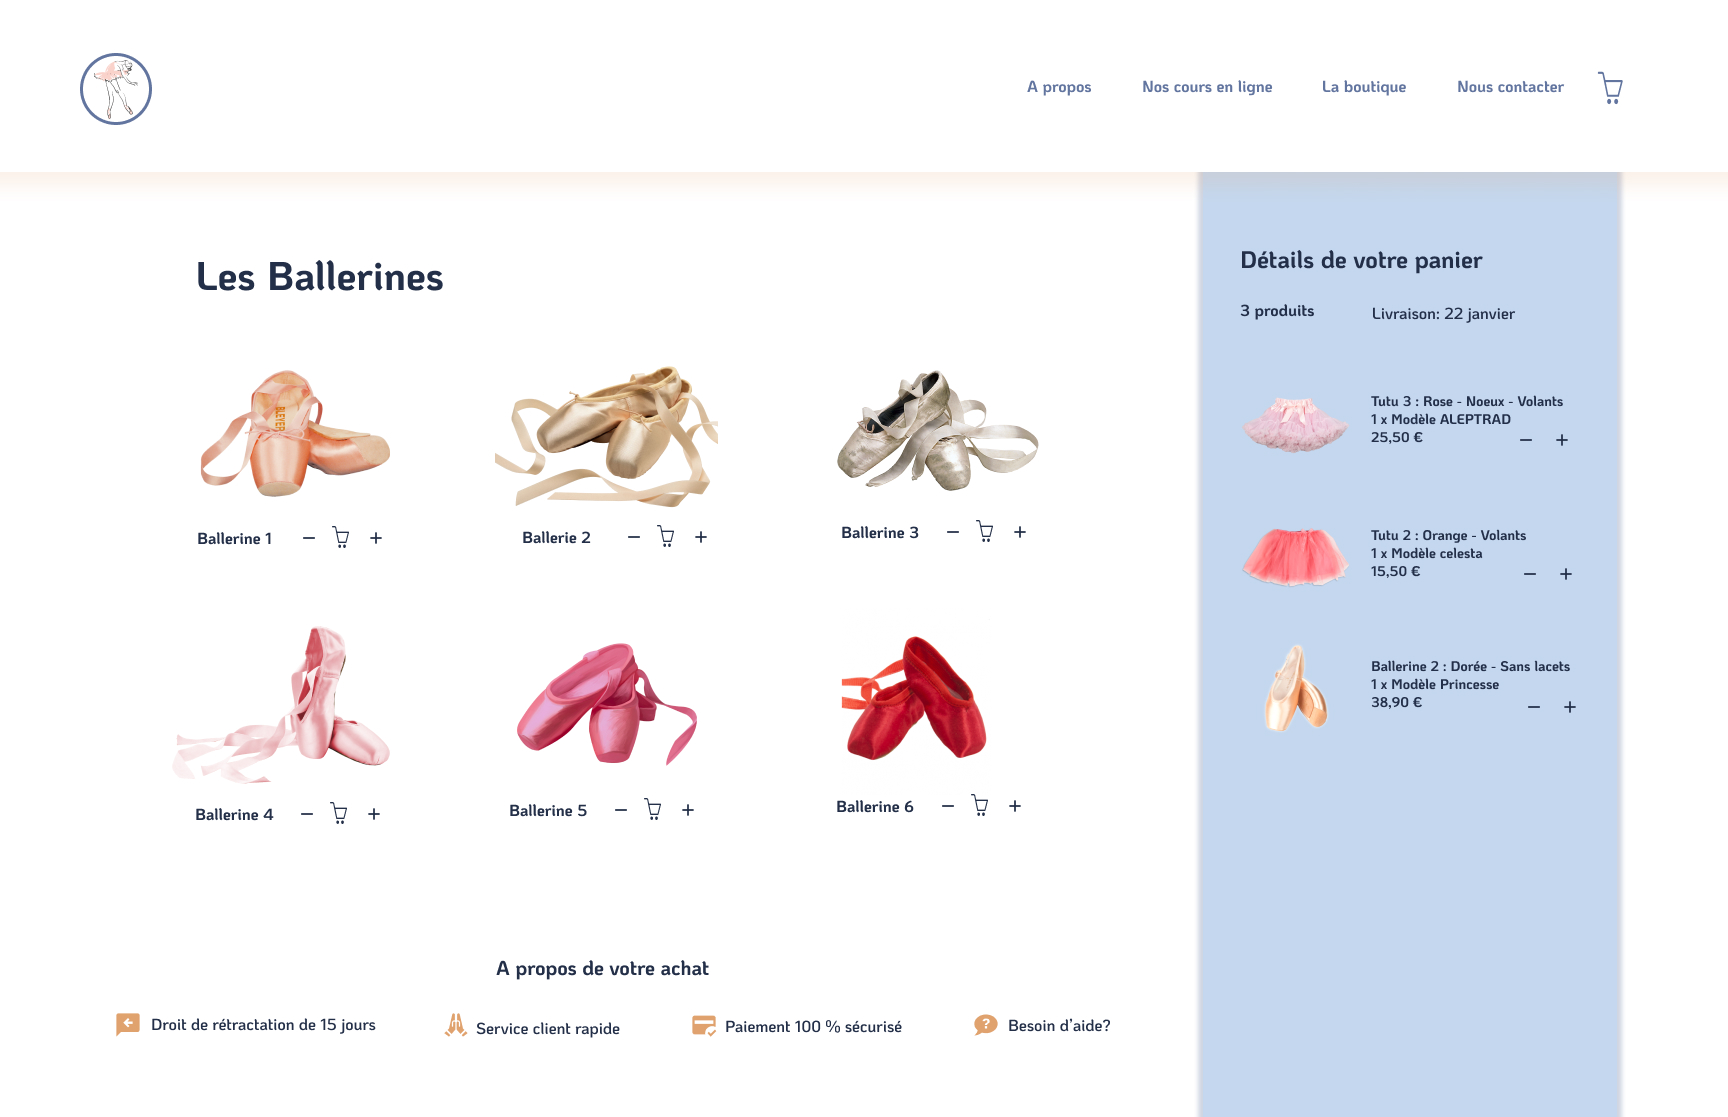 A propos
Nos cours en ligne
La boutique
Nous contacter
Les Ballerines
BLEYER
Ballerine 1
Ballerie 2
Ballerine 3
Ballerine 4
Ballerine 5
Ballerine 6
A propos de votre achat
Droit de rétractation de 15 jours
Service client rapide
Paiement 100 % sécurisé
Besoin d’aide?
Détails de votre panier
3 produits
Livraison: 22 janvier
Tutu 3 : Rose - Noeux - Volants
1 x Modèle ALEPTRAD
25,50 €
Tutu 2 : Orange - Volants
1 x Modèle celesta
15,50 €
Ballerine 2 : Dorée - Sans lacets
1 x Modèle Princesse
38,90 €